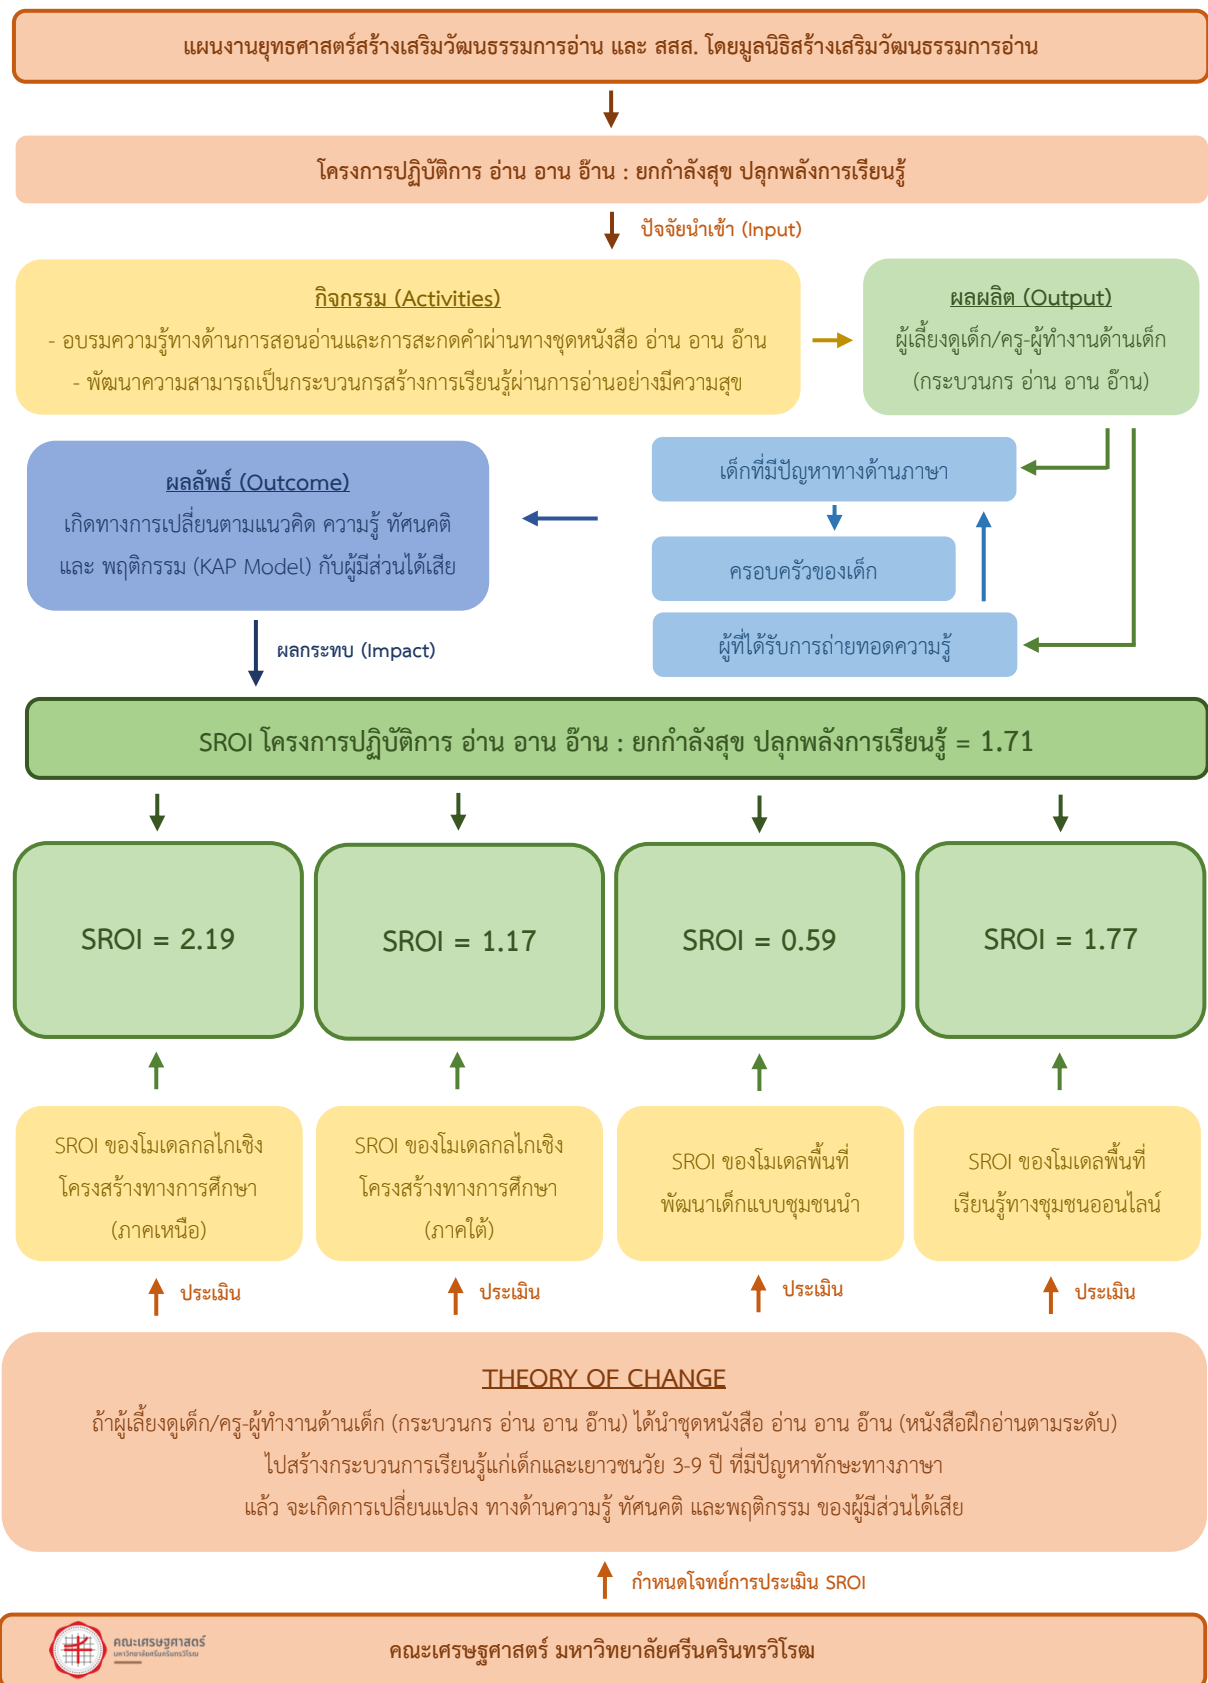 แผนงานยุทธศาสตร์สร้างเสริมวัฒนธรรมการอ่าน และ สสส. โดยมูลนิธิสร้างเสริมวัฒนธรรมการอ่าน
โครงการปฏิบัติการ อ่าน อาน อ๊าน : ยกกำลังสุข ปลุกพลังการเรียนรู้
ปัจจัยนำเข้า (Input)
กิจกรรม (Activities)
- อบรมความรู้ทางด้านการสอนอ่านและการสะกดคำผ่านทางชุดหนังสือ อ่าน อาน อ๊าน
- พัฒนาความสามารถเป็นกระบวนกรสร้างการเรียนรู้ผ่านการอ่านอย่างมีความสุข
ผลผลิต (Output)
ผู้เลี้ยงดูเด็ก/ครู-ผู้ทำงานด้านเด็ก
(กระบวนกร อ่าน อาน อ๊าน)
เด็กที่มีปัญหาทางด้านภาษา
ครอบครัวของเด็ก
ผู้ที่ได้รับการถ่ายทอดความรู้
ผลลัพธ์ (Outcome)
เกิดทางการเปลี่ยนตามแนวคิด ความรู้ ทัศนคติ
และ พฤติกรรม (KAP Model) กับผู้มีส่วนได้เสีย
ผลกระทบ (Impact)
SROI โครงการปฏิบัติการ อ่าน อาน อ๊าน : ยกกำลังสุข ปลุกพลังการเรียนรู้ = 1.71
SROI = 2.19
SROI = 1.17
SROI = 0.59
SROI = 1.77
SROI ของโมเดลกลไกเชิง
โครงสร้างทางการศึกษา
(ภาคเหนือ)
SROI ของโมเดลกลไกเชิง
โครงสร้างทางการศึกษา
(ภาคใต้)
SROI ของโมเดลพื้นที่
พัฒนาเด็กแบบชุมชนนำ
SROI ของโมเดลพื้นที่
เรียนรู้ทางชุมชนออนไลน์
ประเมิน
ประเมิน
ประเมิน
ประเมิน
THEORY OF CHANGE
ถ้าผู้เลี้ยงดูเด็ก/ครู-ผู้ทำงานด้านเด็ก (กระบวนกร อ่าน อาน อ๊าน) ได้นำชุดหนังสือ อ่าน อาน อ๊าน (หนังสือฝึกอ่านตามระดับ)
ไปสร้างกระบวนการเรียนรู้แก่เด็กและเยาวชนวัย 3-9 ปี ที่มีปัญหาทักษะทางภาษา
แล้ว จะเกิดการเปลี่ยนแปลง ทางด้านความรู้ ทัศนคติ และพฤติกรรม ของผู้มีส่วนได้เสีย
กำหนดโจทย์การประเมิน SROI
คณะเศรษฐศาสตร์
มหาวิทยาลัยศรีนครินทรวิโรฒ
คณะเศรษฐศาสตร์ มหาวิทยาลัยศรีนครินทรวิโรฒ